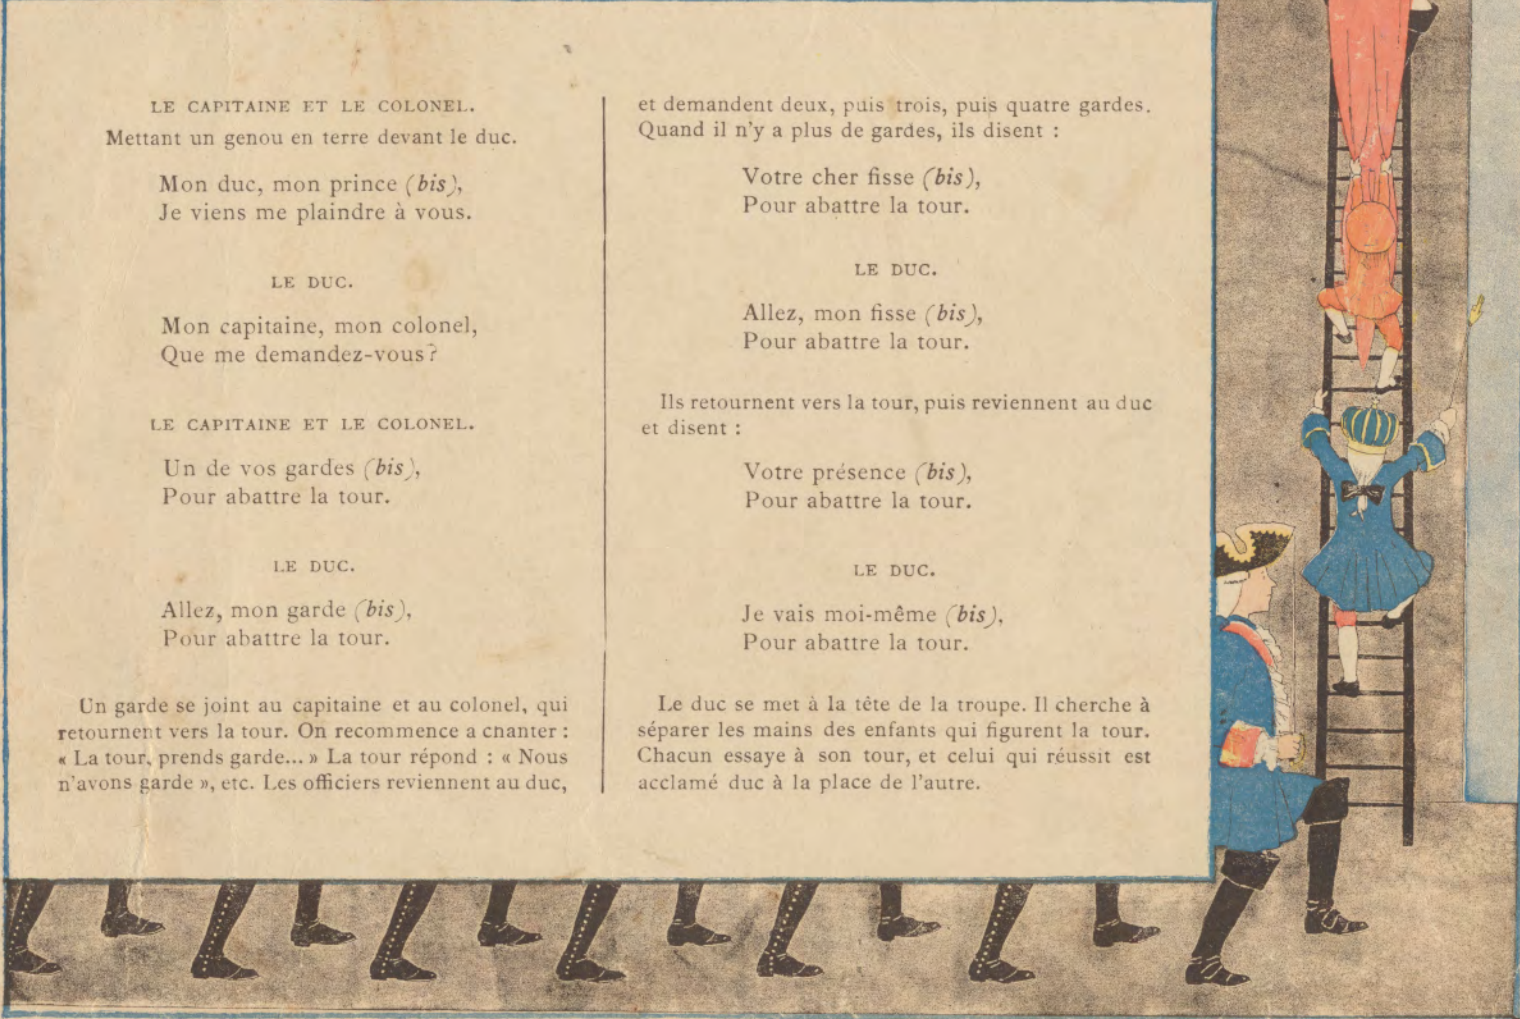 LE CAPITAINE ET LE COLONEL.
Mettant un genou en terre devant le duc.
Mon duc, mon prince (bis),
Je viens me plaindre à vous.
LE DUC.
Mon capitaine, mon colonel,
Que me demandez-vous?
LE CAPITAINE ET LE COLONEL.
Un de vos gardes (bis),
Pour abattre la tour.
LE DUC.
Allez, mon garde (bis),
Pour abattre la tour.
Un garde se joint au capitaine et au colonel, qui
retournent vers la tour. On recommence a chanter :
« La tour, prends garde... » La tour répond : « Nous
n'avons garde », etc. Les officiers reviennent au duc,
et demandent deux, puis trois, puis quatre gardes.
Quand il n'y a plus de gardes, ils disent :
Votre cher fisse (bis),
Pour abattre la tour.
LE DUC.
Allez, mon fisse (bis),
Pour abattre la tour.
Ils retournent vers la tour, puis reviennent au duc
et disent :
Votre présence (bis),
Pour abattre la tour.
LE DUC.
Je vais moi-même (bis),
Pour abattre la tour.
Le duc se met à la tête de la troupe. Il cherche à
séparer les mains des enfants qui figurent la tour.
Chacun essaye à son tour, et celui qui réussit est
acclamé duc à la place de l'autre.